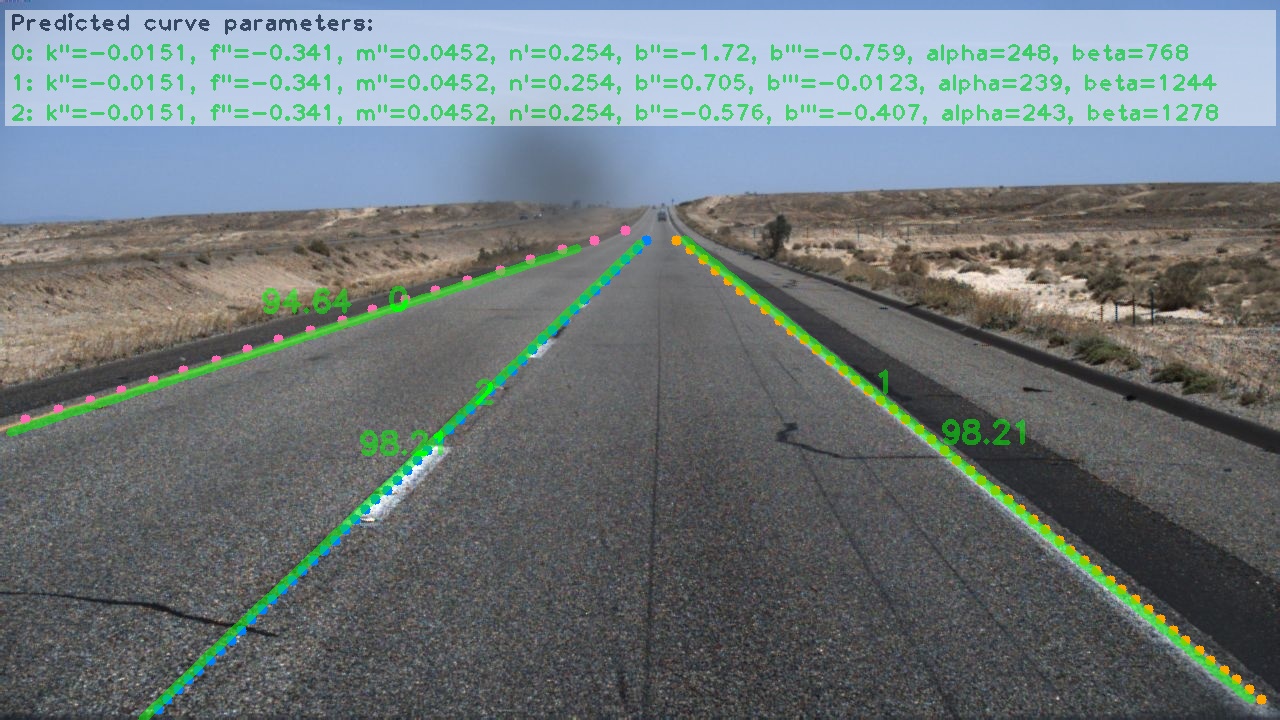 Predicted curve parameters:
0: k''=-0.0151, f''=-0.341, m''=0.0452, n'=0.254, b''=-1.72, b'''=-0.759, alpha=248, beta=768
1: k''=-0.0151, f''=-0.341, m''=0.0452, n'=0.254, b''=0.705, b'''=-0.0123, alpha=239, beta=1244
2: k''=-0.0151, f''=-0.341, m''=0.0452, n'=0.254, b''=-0.576, b'''=-0.407, alpha=243, beta=1278
94.64 0
2
1
98.21